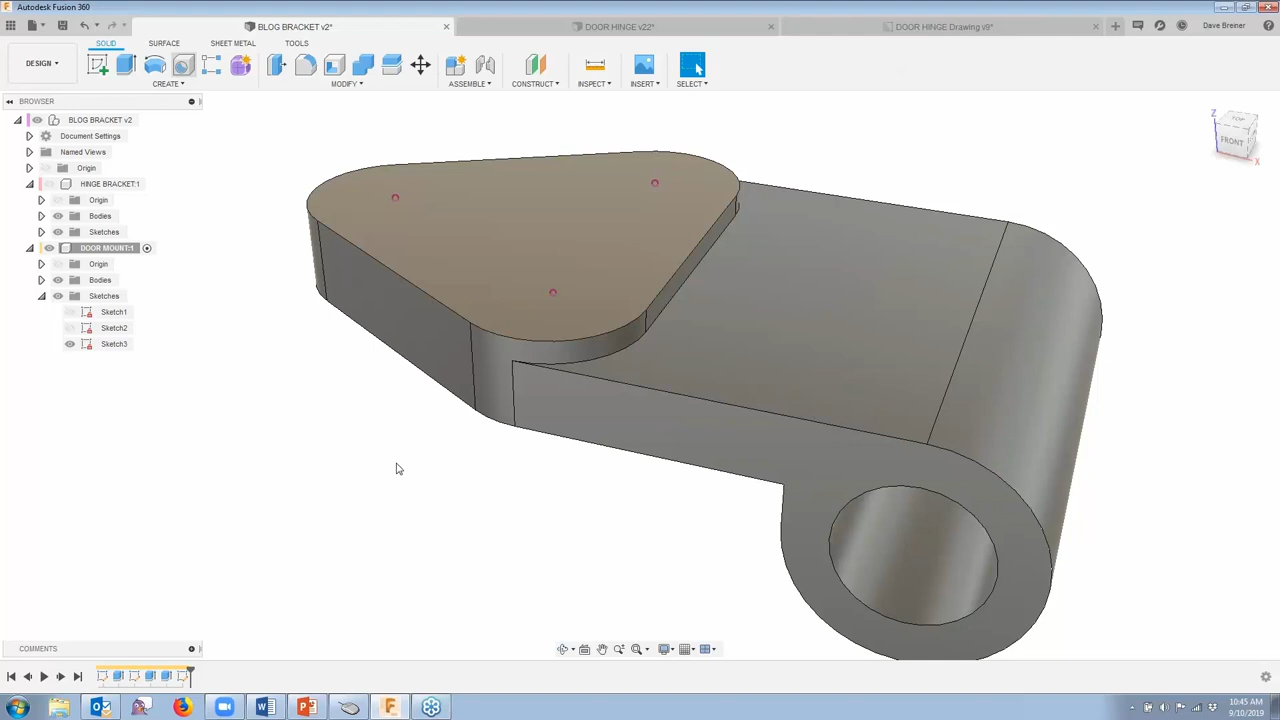 Autodesk Fusion 360
BLOG BRACKET v2*
DOOR HINGE v22*
DOOR HINGE Drawing v9*
Dave Breiner
SOLID
SURFACE
SHEET METAL
TOOLS
DESIGN
CREATE
MODIFY
ASSEMBLE
CONSTRUCT
INSPECT
INSERT
SELECT
BROWSER
BLOG BRACKET v2
Document Settings
Named Views
Origin
HINGE BRACKET:1
Origin
Bodies
Sketches
DOOR MOUNT:1
Origin
Bodies
Sketches
Sketch1
Sketch2
Sketch3
Z
TOP
FRONT
X
COMMENTS
10:45 AM
9/10/2019